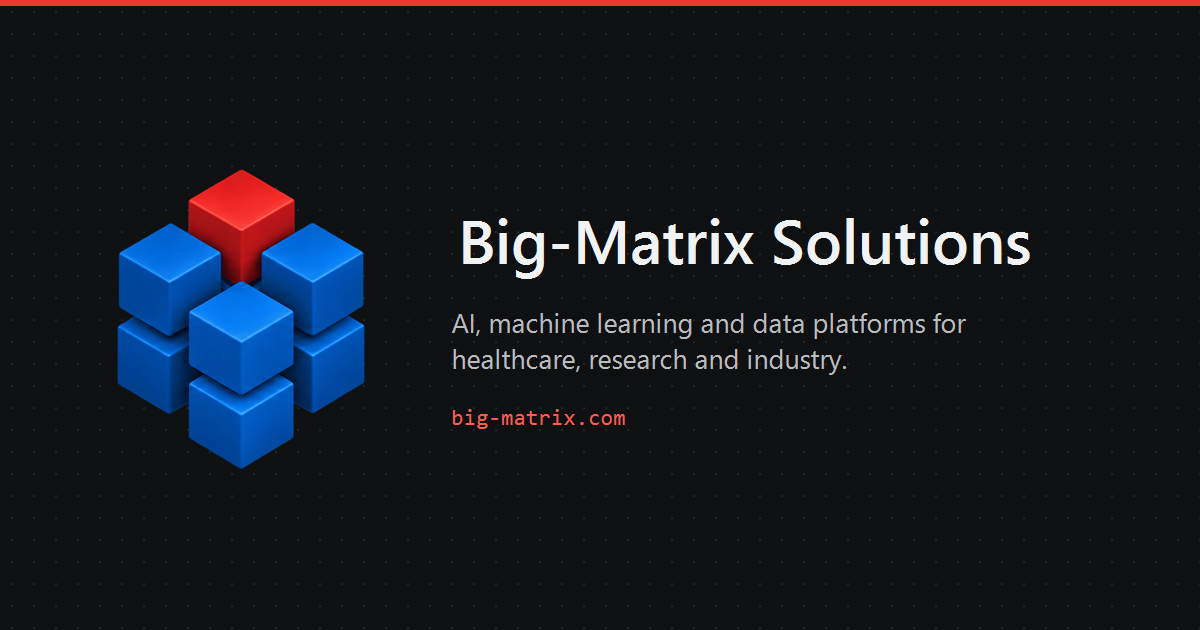 Big-Matrix Solutions
AI, machine learning and data platforms for
healthcare, research and industry.
big-matrix.com